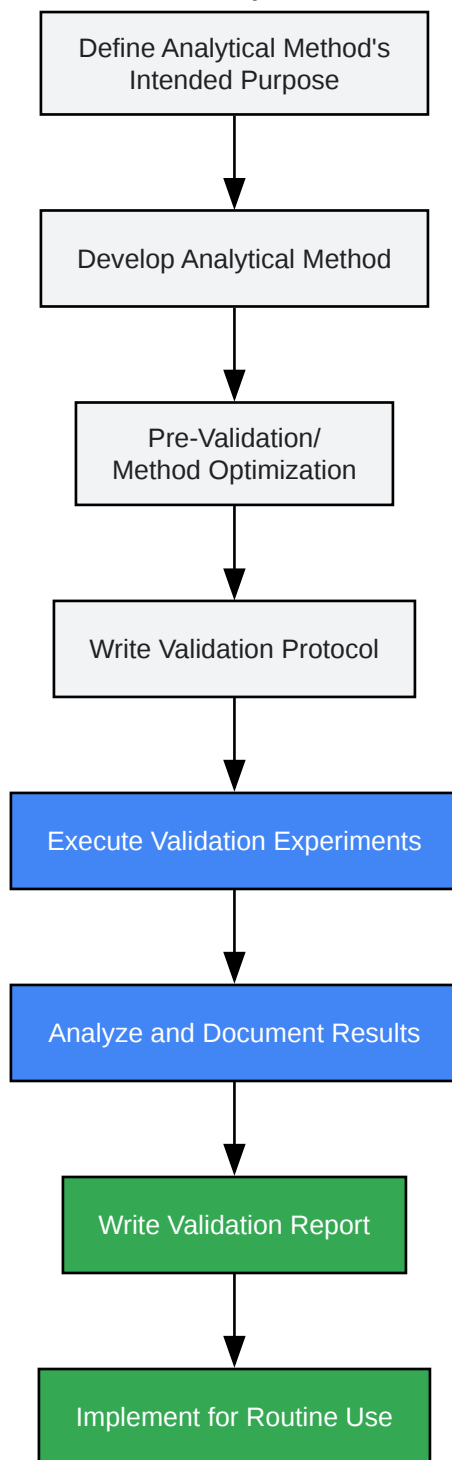 Define Analytical Method's
Intended Purpose
Develop Analytical Method
Pre-Validation/
Method Optimization
Write Validation Protocol
Execute Validation Experiments
Analyze and Document Results
Write Validation Report
Implement for Routine Use